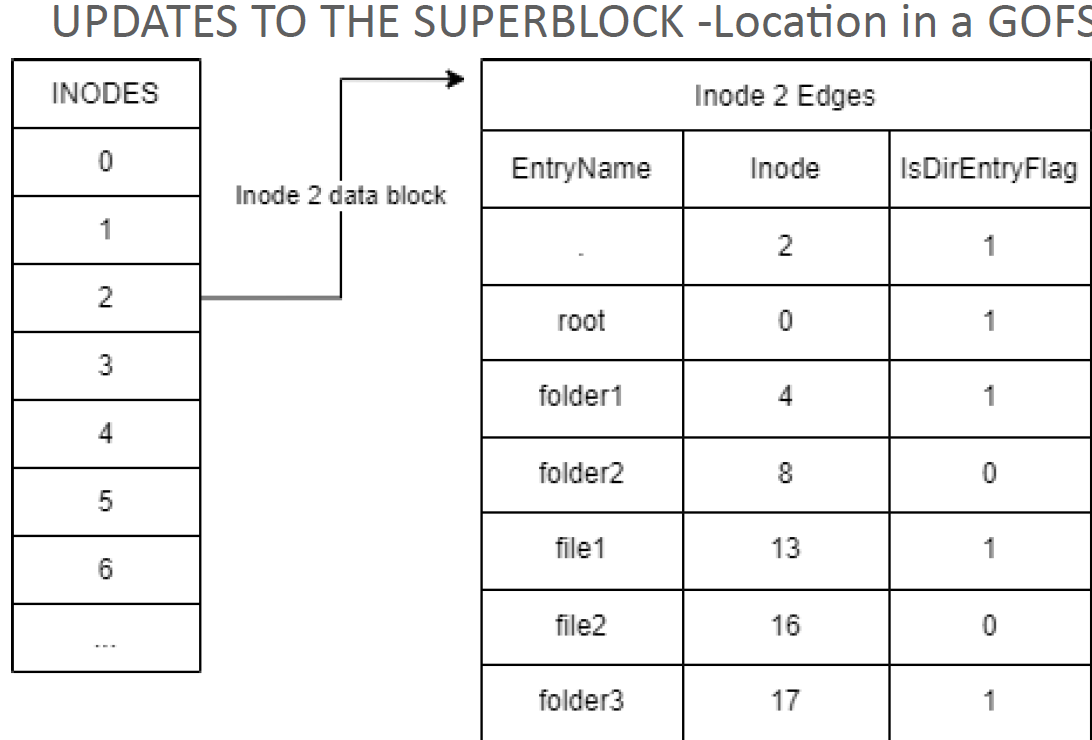 UPDATES TO THE SUPERBLOCK -Location in a GOFS
INODES
0
1
2
3
4
5
6
...
Inode 2 data block
Inode 2 Edges
EntryName Inode IsDirEntryFlag
. 2 1
root 0 1
folder1 4 1
folder2 8 0
file1 13 1
file2 16 0
folder3 17 1